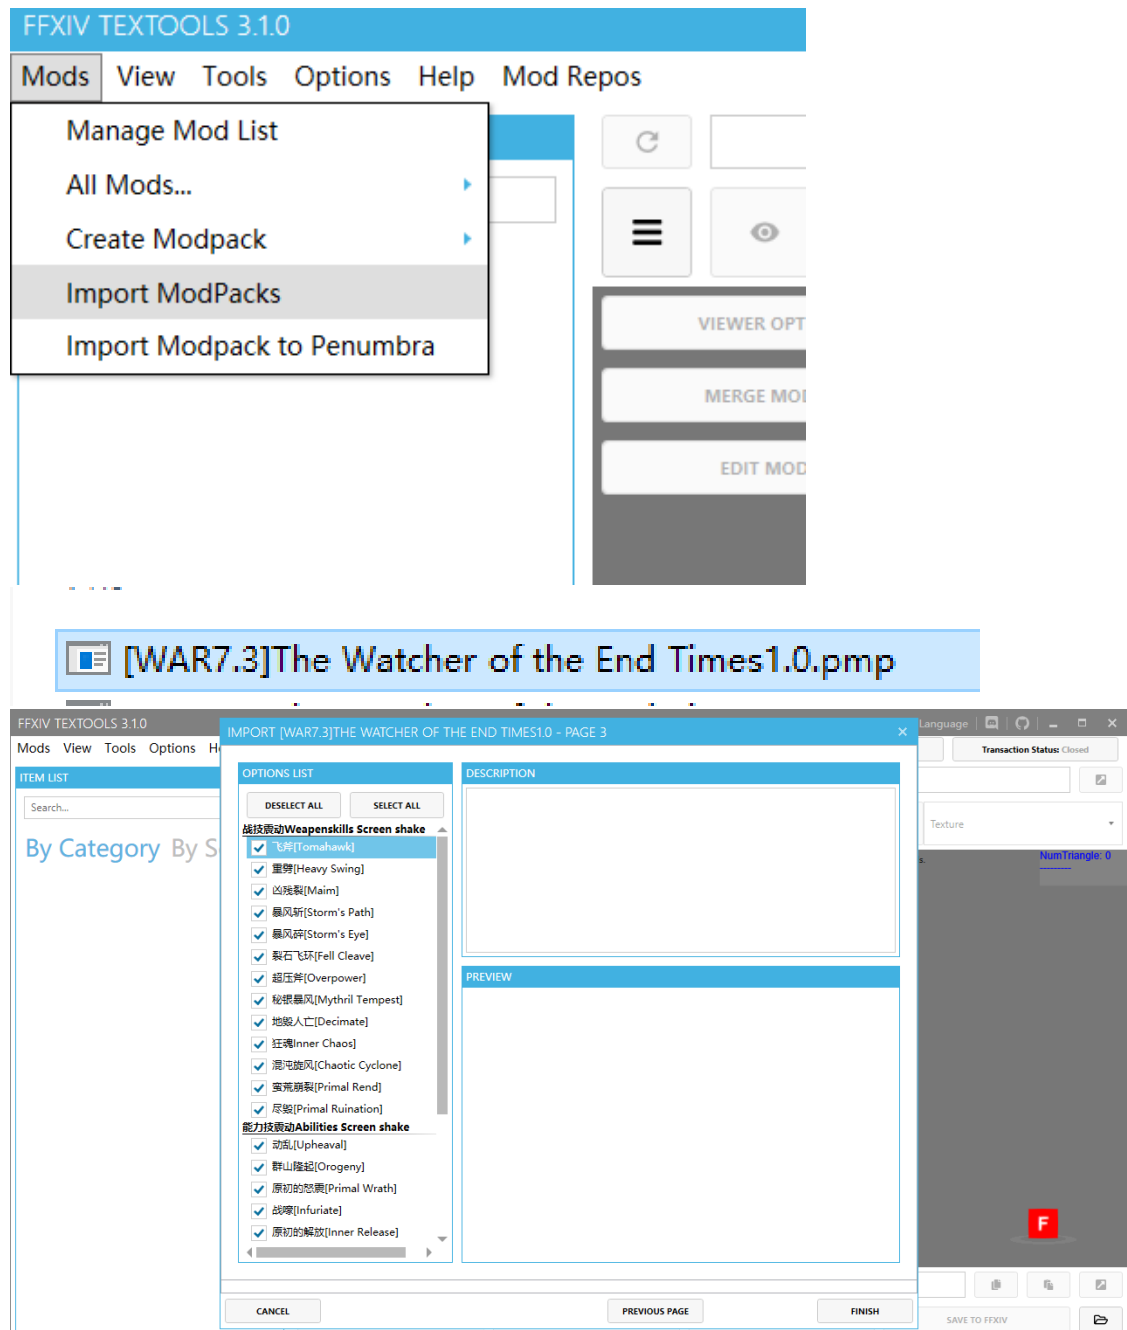 FFXIV TEXTOOLS 3.1.0
Mods View Tools Options Help Mod Repos
Manage Mod List
All Mods...
Create Modpack
Import ModPacks
Import Modpack to Penumbra
VIEWER OPT
MERGE MOD
EDIT MOD
[WAR7.3]The Watcher of the End Times1.0.pmp
FFXIV TEXTOOLS 3.1.0
Language
Mods View Tools Options H
IMPORT [WAR7.3]THE WATCHER OF THE END TIMES1.0 - PAGE 3
Transaction Status: Closed
ITEM LIST
Search...
By Category By S
Texture
s.
NumTriangle: 0
----------
OPTIONS LIST
DESELECT ALL
SELECT ALL
战技震动Weapenskills Screen shake
飞斧[Tomahawk]
重劈[Heavy Swing]
凶残裂[Maim]
暴风斩[Storm's Path]
暴风碎[Storm's Eye]
裂石飞环[Fell Cleave]
超压斧[Overpower]
秘银暴风[Mythril Tempest]
地毁人亡[Decimate]
狂魂Inner Chaos]
混沌旋风[Chaotic Cyclone]
蛮荒崩裂[Primal Rend]
尽毁[Primal Ruination]
能力技震动Abilities Screen shake
动乱[Upheaval]
群山隆起[Orogeny]
原初的怒震[Primal Wrath]
战嚎[Infuriate]
原初的解放[Inner Release]
DESCRIPTION
PREVIEW
CANCEL
PREVIOUS PAGE
FINISH
F
SAVE TO FFXIV